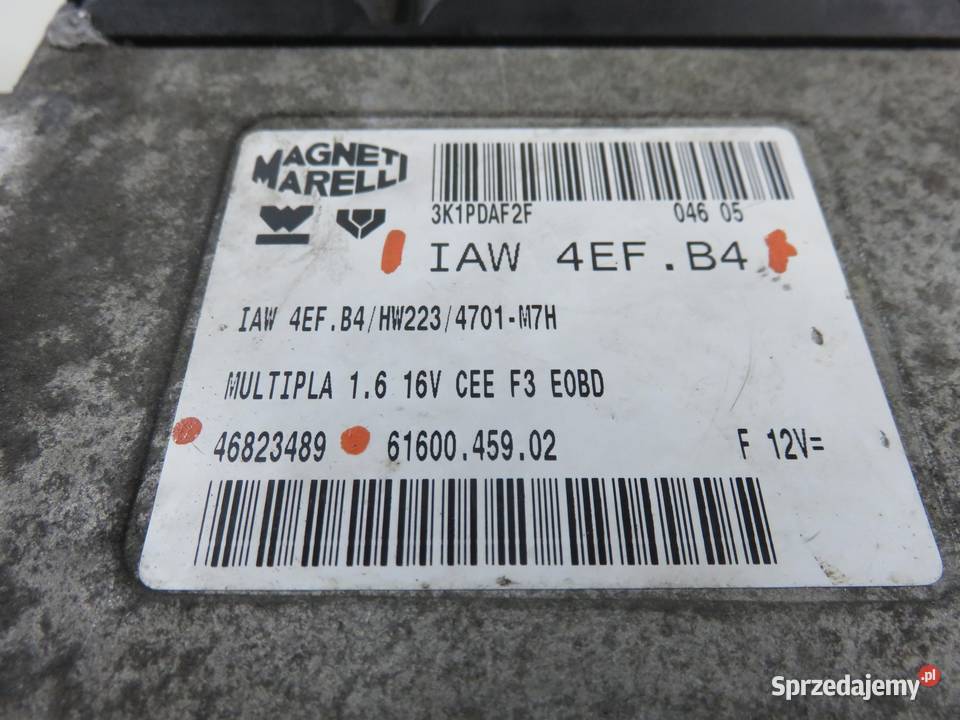 MAGNETI
MARELLI
3K1PDAF2F 046 05
IAW 4EF.B4
IAW 4EF.B4/HW223/4701-M7H
MULTIPLA 1.6 16V CEE F3 EOBD
46823489 61600.459.02 F 12V=
Sprzedajemy.pl